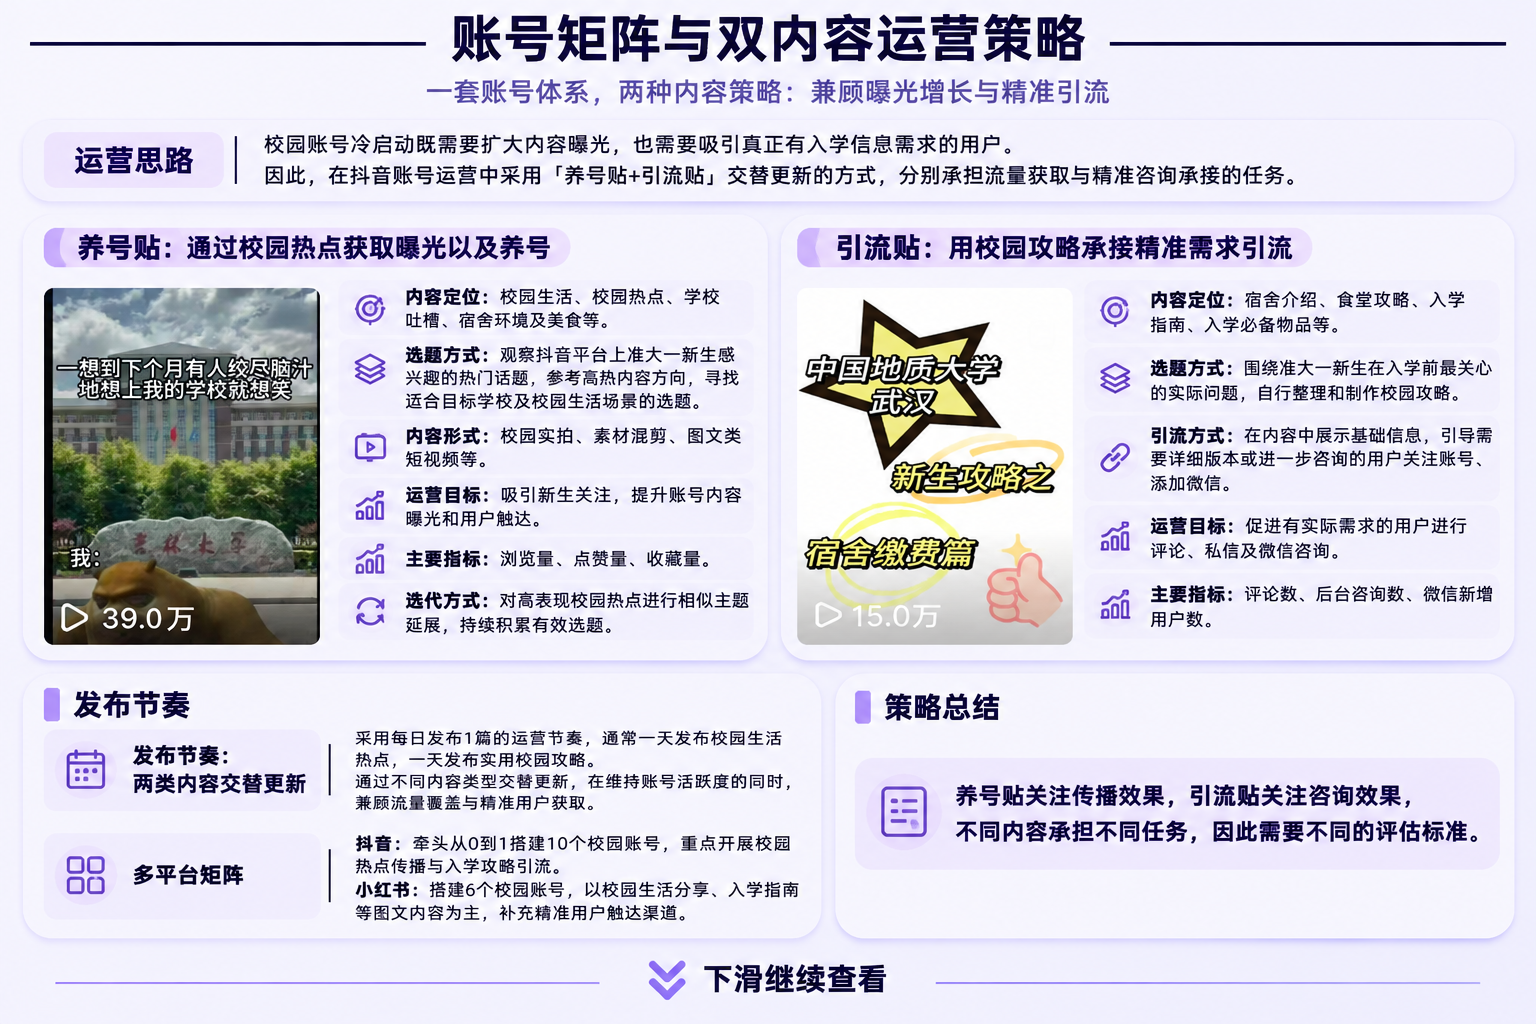 账号矩阵与双内容运营策略
一套账号体系，两种内容策略：兼顾曝光增长与精准引流
运营思路
校园账号冷启动既需要扩大内容曝光，也需要吸引真正有入学信息需求的用户。
因此，在抖音账号运营中采用「养号贴+引流贴」交替更新的方式，分别承担流量获取与精准咨询承接的任务。
养号贴：通过校园热点获取曝光以及养号
一想到下个月有人绞尽脑汁
地想上我的学校就想笑
吉林大学
我：
39.0万
内容定位：校园生活、校园热点、学校
吐槽、宿舍环境及美食等。
选题方式：观察抖音平台上准大一新生感
兴趣的热门话题，参考高热内容方向，寻找
适合目标学校及校园生活场景的选题。
内容形式：校园实拍、素材混剪、图文类
短视频等。
运营目标：吸引新生关注，提升账号内容
曝光和用户触达。
主要指标：浏览量、点赞量、收藏量。
选代方式：对高表现校园热点进行相似主题
延展，持续积累有效选题。
引流贴：用校园攻略承接精准需求引流
中国地质大学
武汉
新生攻略之
宿舍缴费篇
15.0万
内容定位：宿舍介绍、食堂攻略、入学
指南、入学必备物品等。
选题方式：围绕准大一新生在入学前最关心
的实际问题，自行整理和制作校园攻略。
引流方式：在内容中展示基础信息，引导需
要详细版本或进一步咨询的用户关注账号、
添加微信。
运营目标：促进有实际需求的用户进行
评论、私信及微信咨询。
主要指标：评论数、后台咨询数、微信新增
用户数。
发布节奏
发布节奏：
两类内容交替更新
采用每日发布1篇的运营节奏，通常一天发布校园生活
热点，一天发布实用校园攻略。
通过不同内容类型交替更新，在维持账号活跃度的同时，
兼顾流量覆盖与精准用户获取。
多平台矩阵
抖音：牵头从0到1搭建10个校园账号，重点开展校园
热点传播与入学攻略引流。
小红书：搭建6个校园账号，以校园生活分享、入学指南
等图文内容为主，补充精准用户触达渠道。
策略总结
养号贴关注传播效果，引流贴关注咨询效果，
不同内容承担不同任务，因此需要不同的评估标准。
下滑继续查看